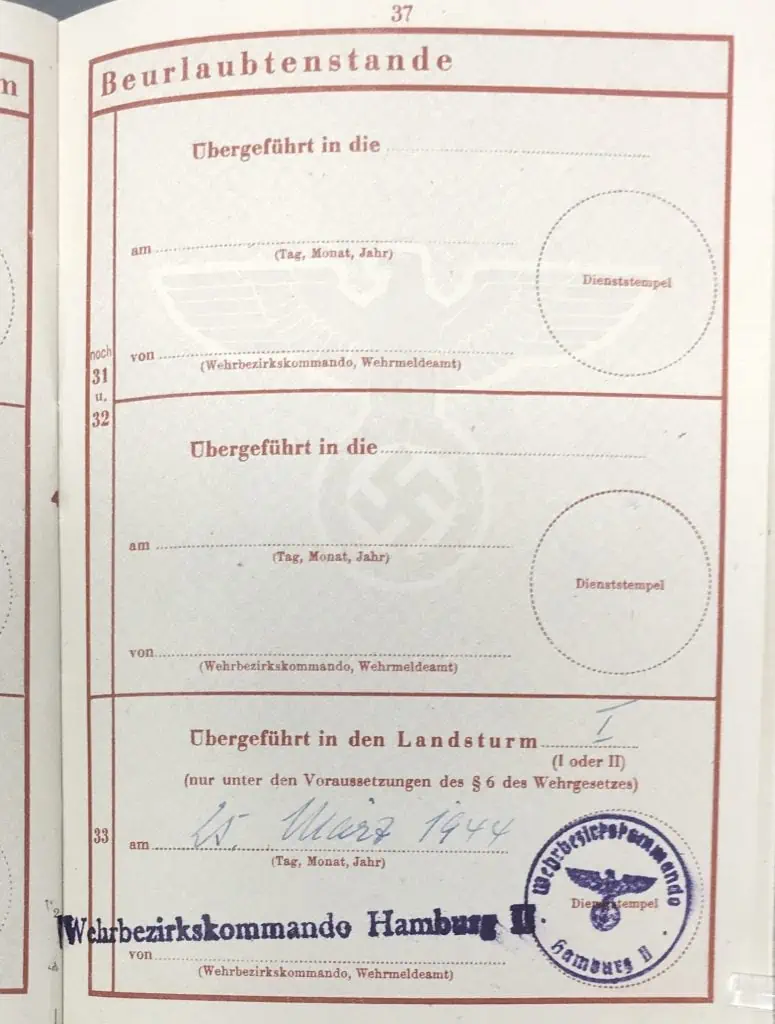 37
m
Beurlaubtenstande
Übergeführt in die
am
(Tag, Monat, Jahr)
Dienststempel
noch
31
u.
32
von
(Wehrbezirkskommando, Wehrmeldeamt)
Übergeführt in die
am
(Tag, Monat, Jahr)
Dienststempel
von
(Wehrbezirkskommando, Wehrmeldeamt)
Übergeführt in den Landsturm I
(I oder II)
(nur unter den Voraussetzungen des § 6 des Wehrgesetzes)
33
am 25. März 1944
(Tag, Monat, Jahr)
Wehrbezirkskommando
Dienststempel
Hamburg II
Wehrbezirkskommando Hamburg II
von
(Wehrbezirkskommando, Wehrmeldeamt)